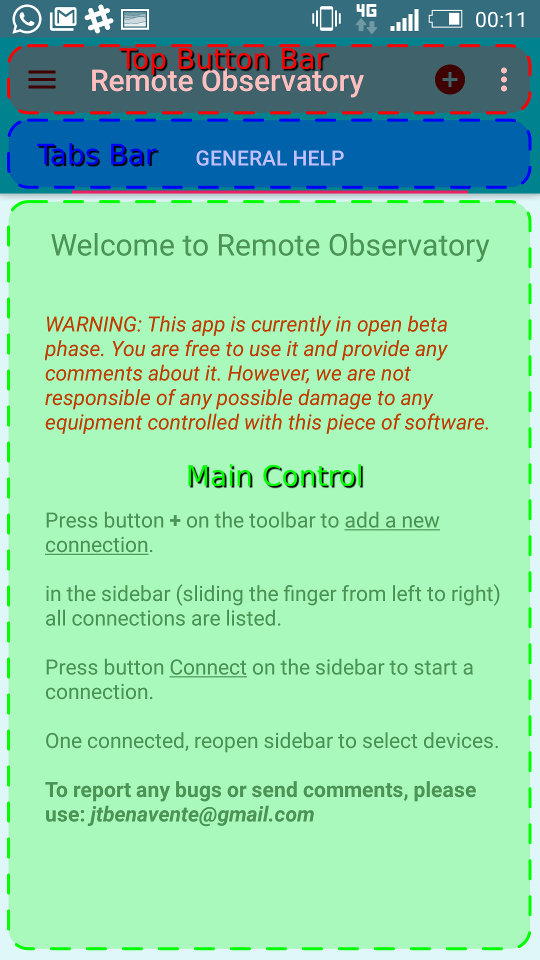 4G
00:11
Top Button Bar
Remote Observatory
Tabs Bar
GENERAL HELP
Welcome to Remote Observatory
WARNING: This app is currently in open beta
phase. You are free to use it and provide any
comments about it. However, we are not
responsible of any possible damage to any
equipment controlled with this piece of software.
Main Control
Press button + on the toolbar to add a new
connection.
in the sidebar (sliding the finger from left to right)
all connections are listed.
Press button Connect on the sidebar to start a
connection.
One connected, reopen sidebar to select devices.
To report any bugs or send comments, please
use: jtbenavente@gmail.com